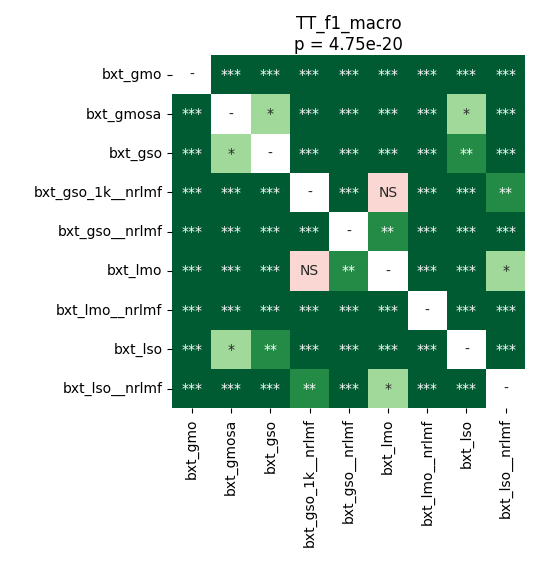 TT_f1_macro
p = 4.75e-20
bxt_gmo - *** *** *** *** *** *** *** ***
bxt_gmosa *** - * *** *** *** *** * ***
bxt_gso *** * - *** *** *** *** ** ***
bxt_gso_1k__nrlmf *** *** *** - *** NS *** *** **
bxt_gso__nrlmf *** *** *** *** - ** *** *** ***
bxt_lmo *** *** *** NS ** - *** *** *
bxt_lmo__nrlmf *** *** *** *** *** *** - *** ***
bxt_lso *** * ** *** *** *** *** - ***
bxt_lso__nrlmf *** *** *** ** *** * *** *** -
bxt_gmo
bxt_gmosa
bxt_gso
bxt_gso_1k__nrlmf
bxt_gso__nrlmf
bxt_lmo
bxt_lmo__nrlmf
bxt_lso
bxt_lso__nrlmf